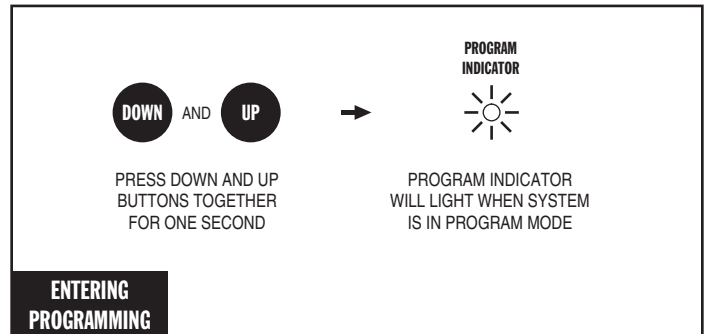 PROGRAM
INDICATOR
DOWN AND UP
PRESS DOWN AND UP
BUTTONS TOGETHER
FOR ONE SECOND
PROGRAM INDICATOR
WILL LIGHT WHEN SYSTEM
IS IN PROGRAM MODE
ENTERING
PROGRAMMING